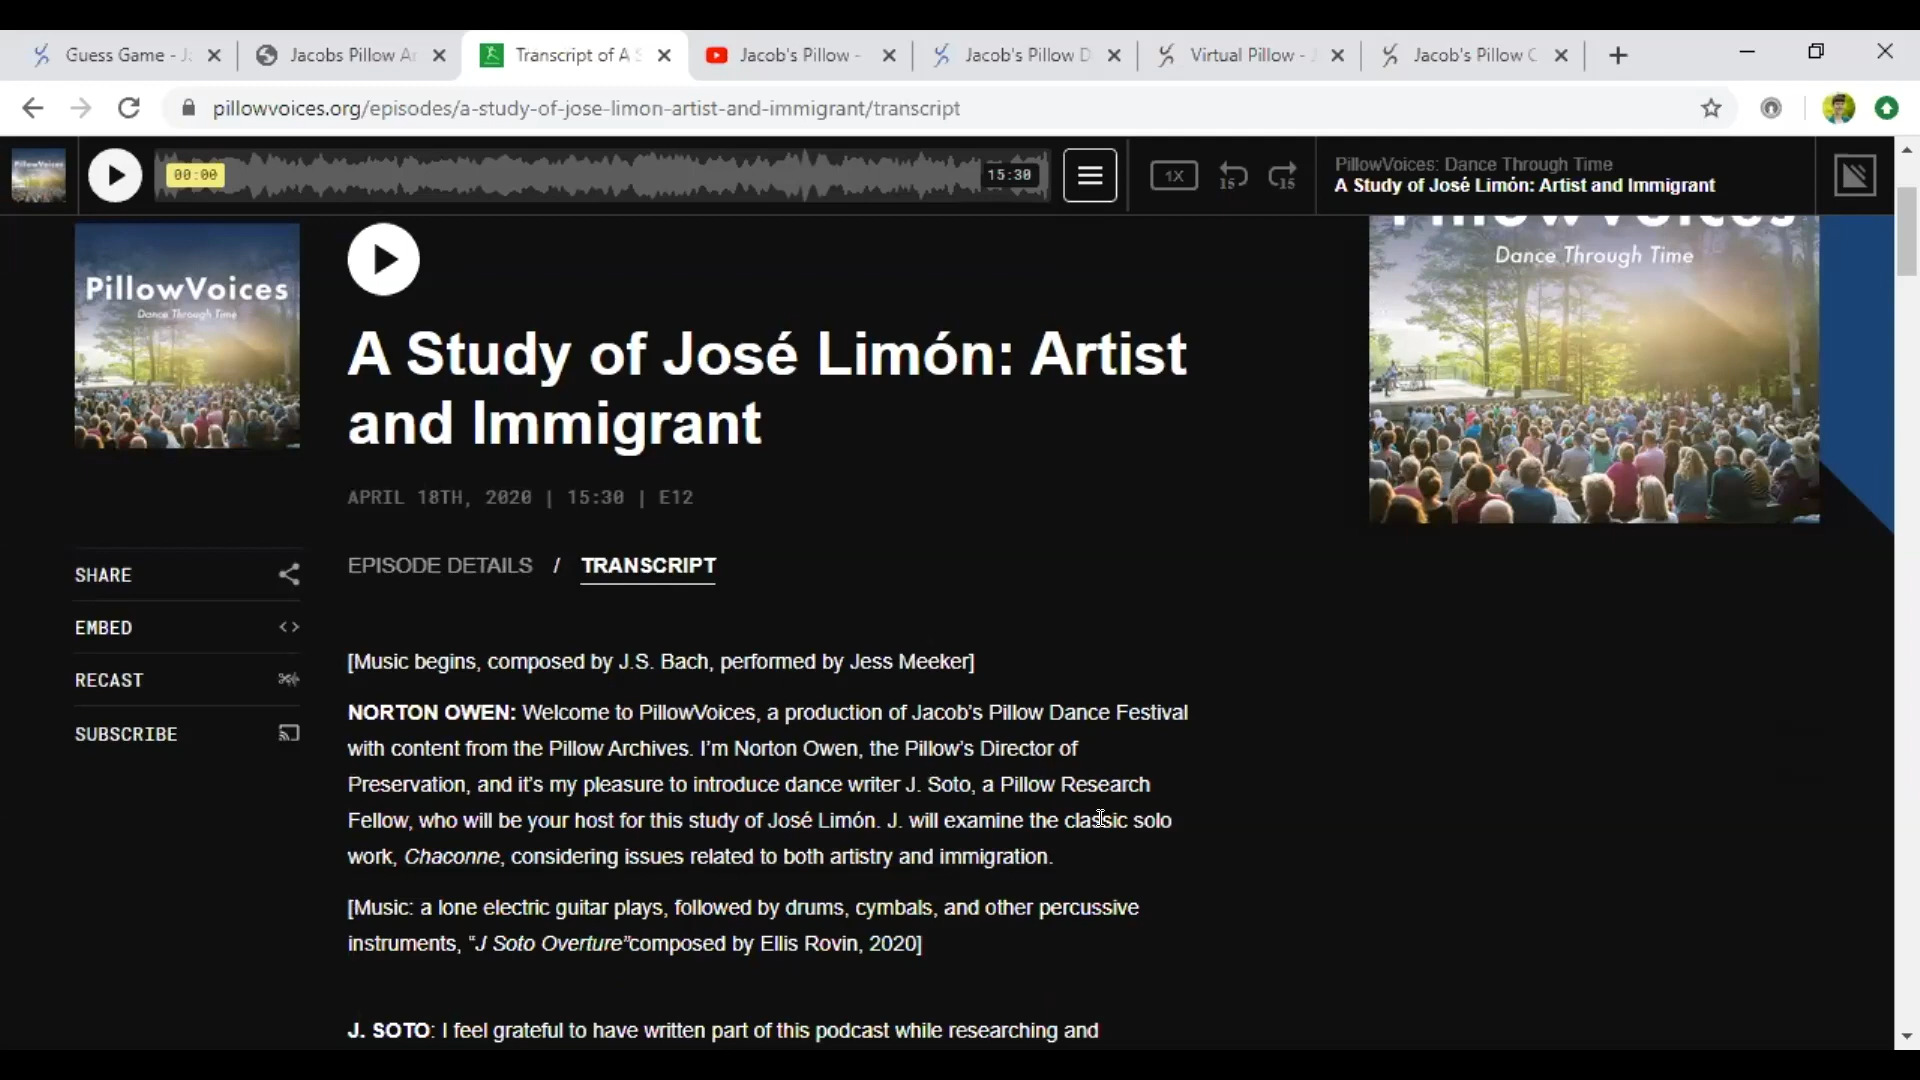 Guess Game - J
Jacobs Pillow Ar
Transcript of A S
Jacob's Pillow -
Jacob's Pillow D
Virtual Pillow - J
Jacob's Pillow C
pillowvoices.org/episodes/a-study-of-jose-limon-artist-and-immigrant/transcript
PillowVoices
00:00
15:30
1X
15
15
PillowVoices: Dance Through Time
A Study of José Limón: Artist and Immigrant
PillowVoices
Dance Through Time
PillowVoices
Dance Through Time
A Study of José Limón: Artist
and Immigrant
APRIL 18TH, 2020 | 15:30 | E12
EPISODE DETAILS / TRANSCRIPT
SHARE
EMBED
RECAST
SUBSCRIBE
[Music begins, composed by J.S. Bach, performed by Jess Meeker]
NORTON OWEN: Welcome to PillowVoices, a production of Jacob's Pillow Dance Festival
with content from the Pillow Archives. I'm Norton Owen, the Pillow's Director of
Preservation, and it's my pleasure to introduce dance writer J. Soto, a Pillow Research
Fellow, who will be your host for this study of José Limón. J. will examine the classic solo
work, Chaconne, considering issues related to both artistry and immigration.
[Music: a lone electric guitar plays, followed by drums, cymbals, and other percussive
instruments, “J Soto Overture”composed by Ellis Rovin, 2020]
J. SOTO: I feel grateful to have written part of this podcast while researching and